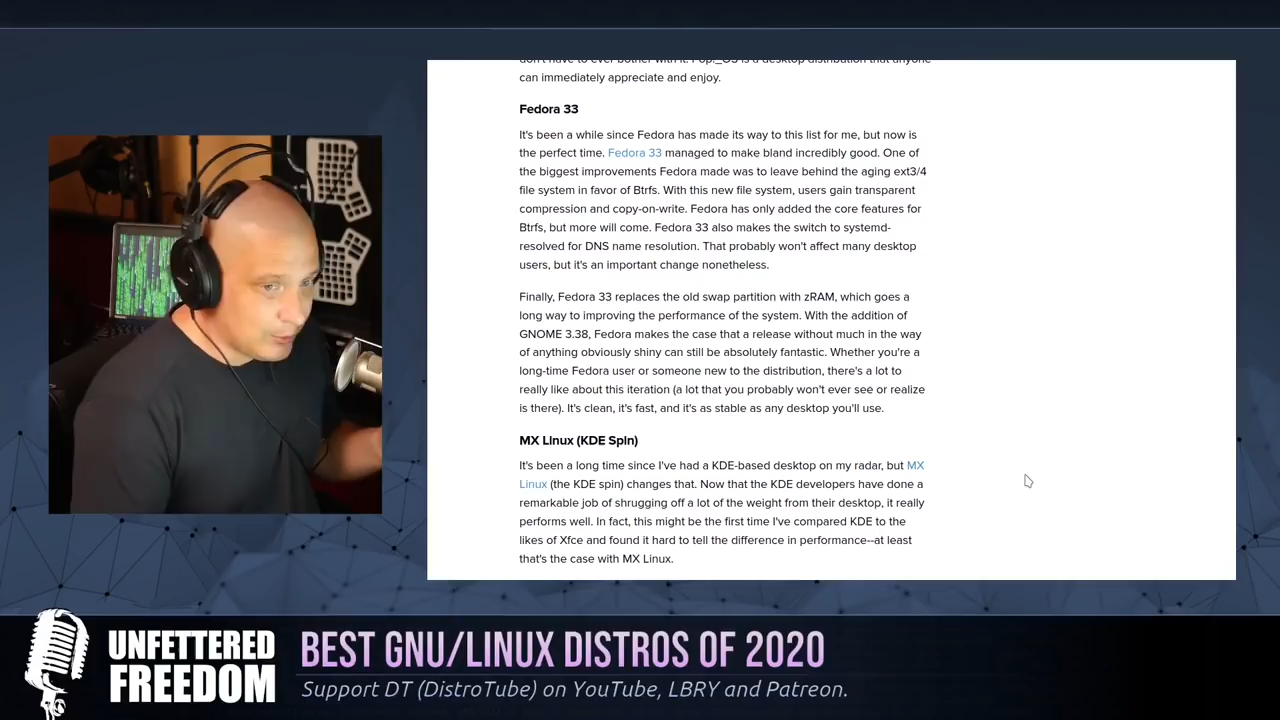 don't have to ever bother with it. Pop!_OS is a desktop distribution that anyone
can immediately appreciate and enjoy.
Fedora 33
It's been a while since Fedora has made its way to this list for me, but now is
the perfect time. Fedora 33 managed to make bland incredibly good. One of
the biggest improvements Fedora made was to leave behind the aging ext3/4
file system in favor of Btrfs. With this new file system, users gain transparent
compression and copy-on-write. Fedora has only added the core features for
Btrfs, but more will come. Fedora 33 also makes the switch to systemd-
resolved for DNS name resolution. That probably won't affect many desktop
users, but it's an important change nonetheless.
Finally, Fedora 33 replaces the old swap partition with zRAM, which goes a
long way to improving the performance of the system. With the addition of
GNOME 3.38, Fedora makes the case that a release without much in the way
of anything obviously shiny can still be absolutely fantastic. Whether you're a
long-time Fedora user or someone new to the distribution, there's a lot to
really like about this iteration (a lot that you probably won't ever see or realize
is there). It's clean, it's fast, and it's as stable as any desktop you'll use.
MX Linux (KDE Spin)
It's been a long time since I've had a KDE-based desktop on my radar, but MX
Linux (the KDE spin) changes that. Now that the KDE developers have done a
remarkable job of shrugging off a lot of the weight from their desktop, it really
performs well. In fact, this might be the first time I've compared KDE to the
likes of Xfce and found it hard to tell the difference in performance--at least
that's the case with MX Linux.
UNFETTERED
FREEDOM
BEST GNU/LINUX DISTROS OF 2020
Support DT (DistroTube) on YouTube, LBRY and Patreon.